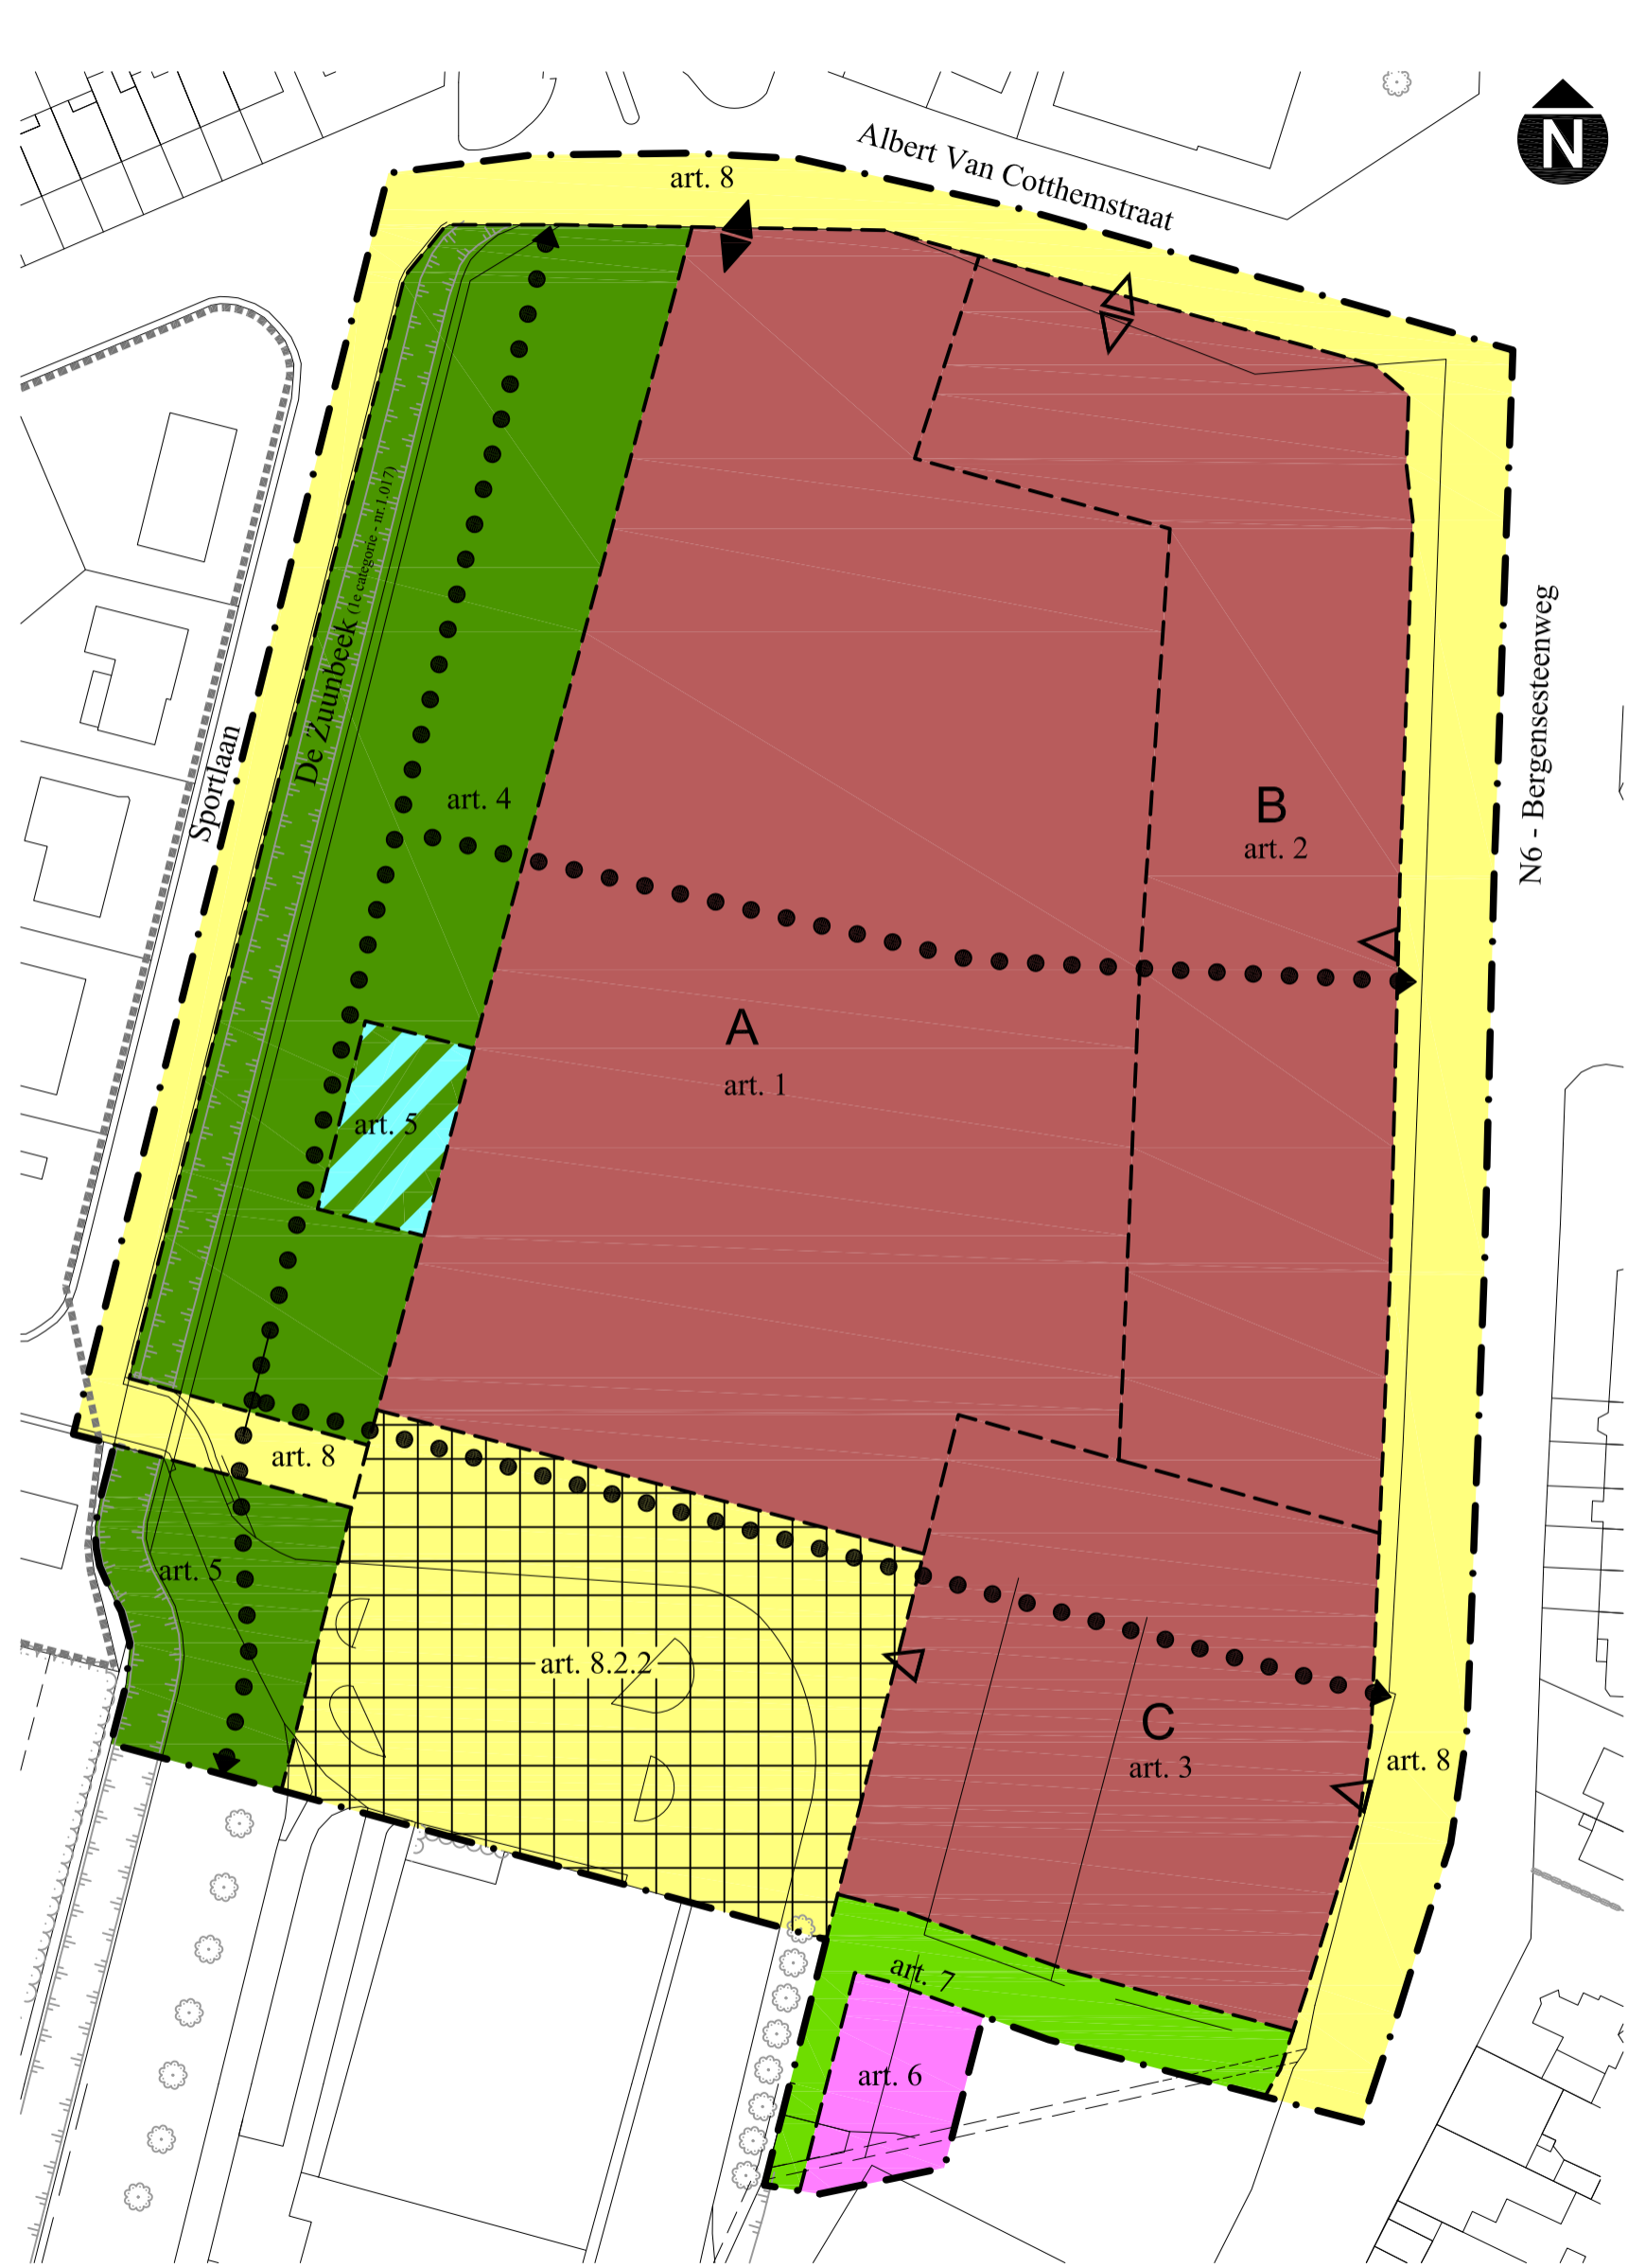 N
Albert Van Cotthemstraat
art. 8
De Zuunbeek (1e categorie - nr.1.017)
Sportlaan
N6 - Bergensesteenweg
art. 4
B
art. 2
A
art. 1
art. 5
art. 8
art. 5
art. 8.2.2
C
art. 3
art. 8
art. 7
art. 6